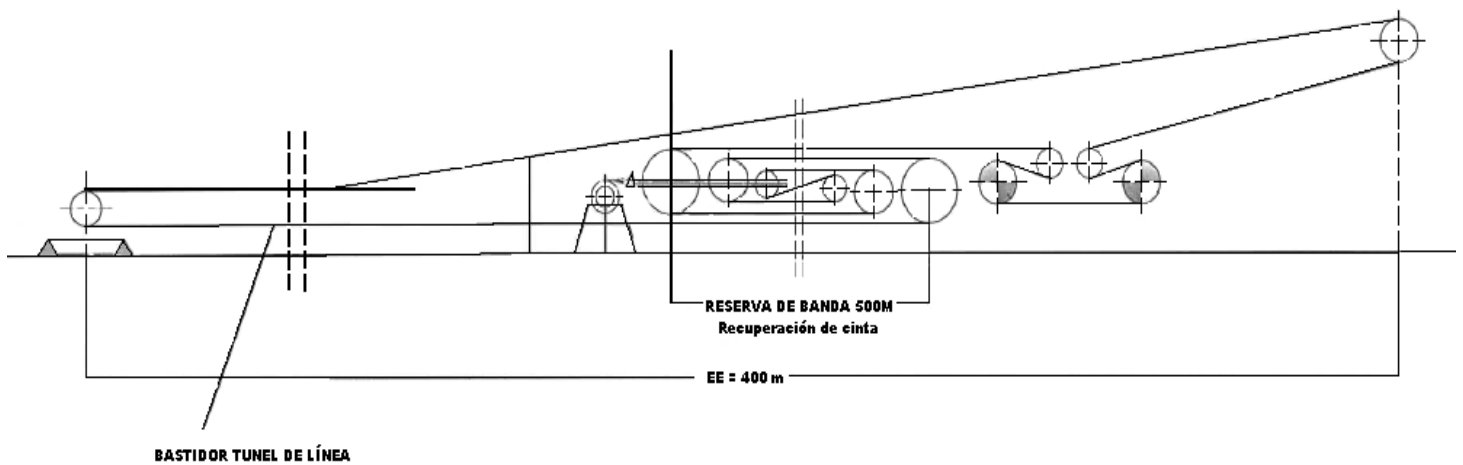 RESERVA DE BANDA 500M
Recuperación de cinta
EE = 400 m
BASTIDOR TUNEL DE LÍNEA